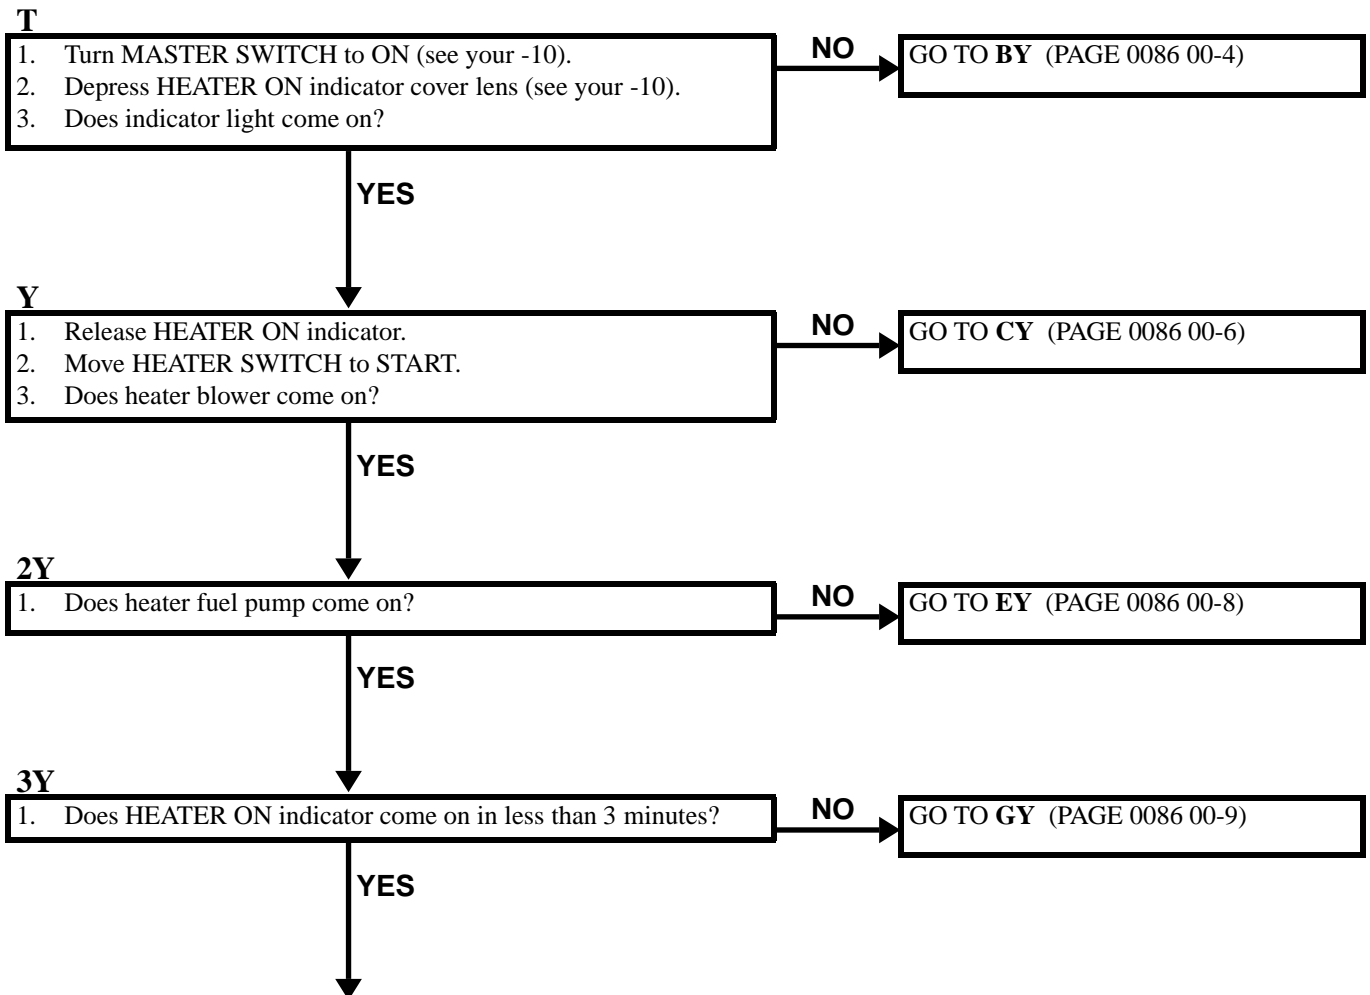 T
1. Turn MASTER SWITCH to ON (see your -10).
2. Depress HEATER ON indicator cover lens (see your -10).
3. Does indicator light come on?
NO
GO TO BY (PAGE 0086 00-4)
YES
Y
1. Release HEATER ON indicator.
2. Move HEATER SWITCH to START.
3. Does heater blower come on?
NO
GO TO CY (PAGE 0086 00-6)
YES
2Y
1. Does heater fuel pump come on?
NO
GO TO EY (PAGE 0086 00-8)
YES
3Y
1. Does HEATER ON indicator come on in less than 3 minutes?
NO
GO TO GY (PAGE 0086 00-9)
YES